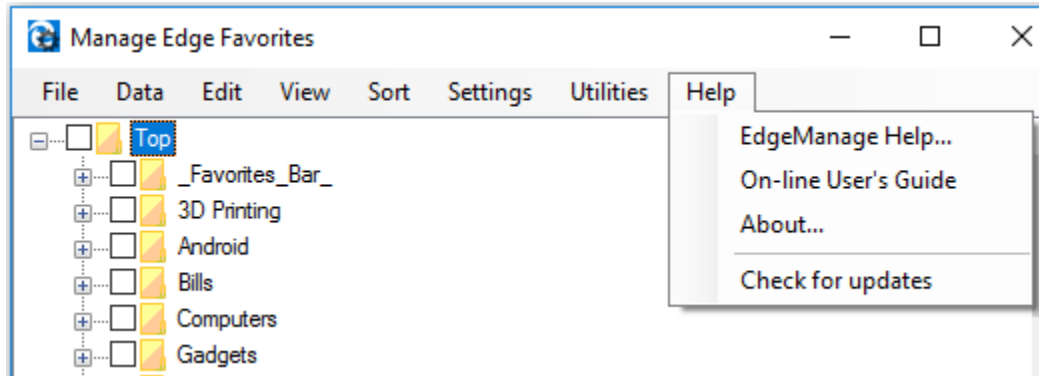 Manage Edge Favorites
File Data Edit View Sort Settings Utilities Help
Top
_Favorites_Bar_
3D Printing
Android
Bills
Computers
Gadgets
EdgeManage Help...
On-line User's Guide
About...
Check for updates